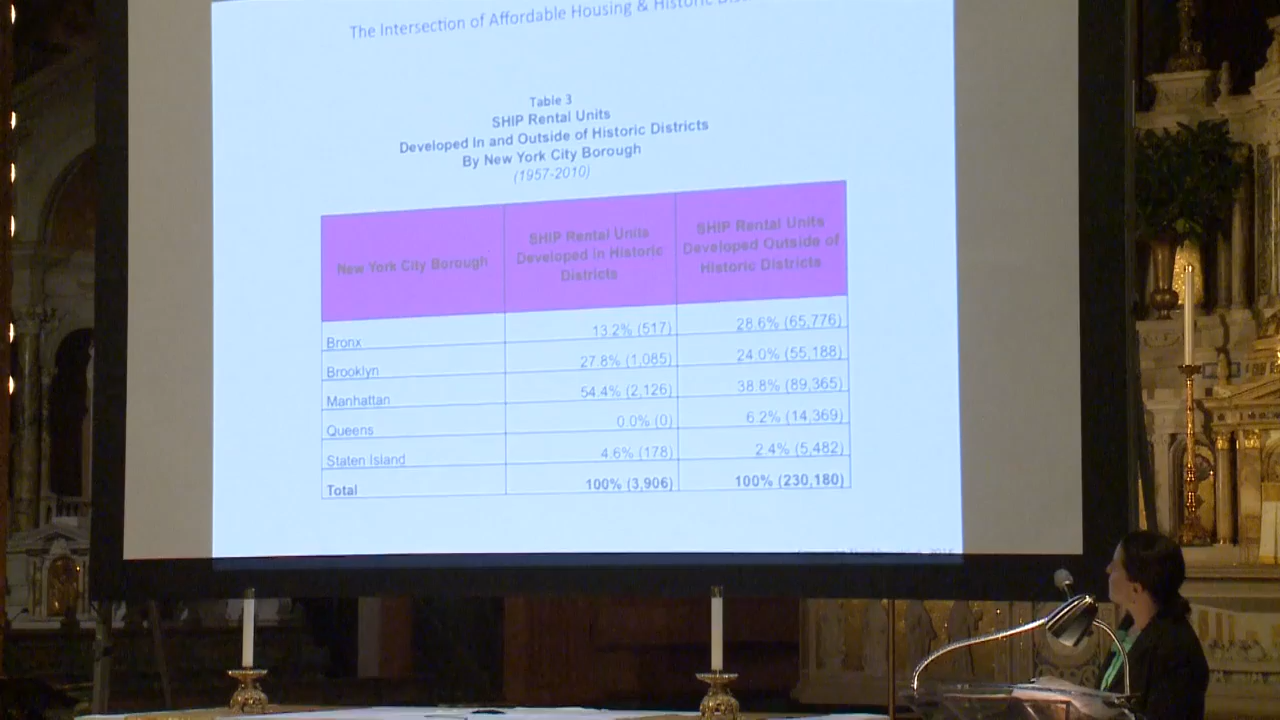 The Intersection of Affordable Housing & Historic
Table 3
SHIP Rental Units
Developed In and Outside of Historic Districts
By New York City Borough
(1957-2010)
New York City Borough
SHIP Rental Units
Developed In Historic
Districts
SHIP Rental Units
Developed Outside of
Historic Districts
Bronx 13.2% (517) 28.6% (65,776)
Brooklyn 27.8% (1,085) 24.0% (55,188)
Manhattan 54.4% (2,126) 38.8% (89,365)
Queens 0.0% (0) 6.2% (14,369)
Staten Island 4.6% (178) 2.4% (5,482)
Total 100% (3,906) 100% (230,180)